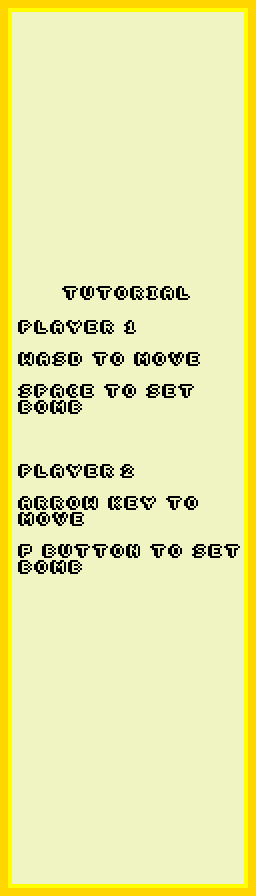 TUTORIAL
PLAYER 1
WASD TO MOVE
SPACE TO SET
BOMB
PLAYER 2
ARROW KEY TO
MOVE
P BUTTON TO SET
BOMB